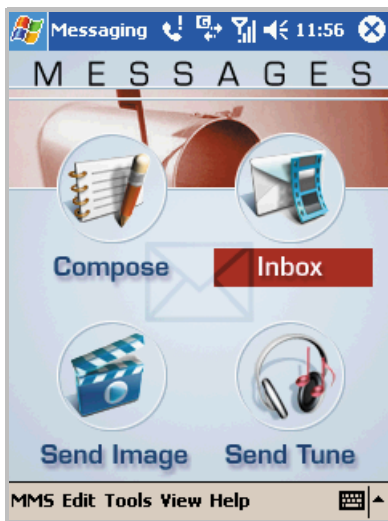 Messaging G 11:56
MESSAGES
Compose Inbox
Send Image Send Tune
MMS Edit Tools View Help